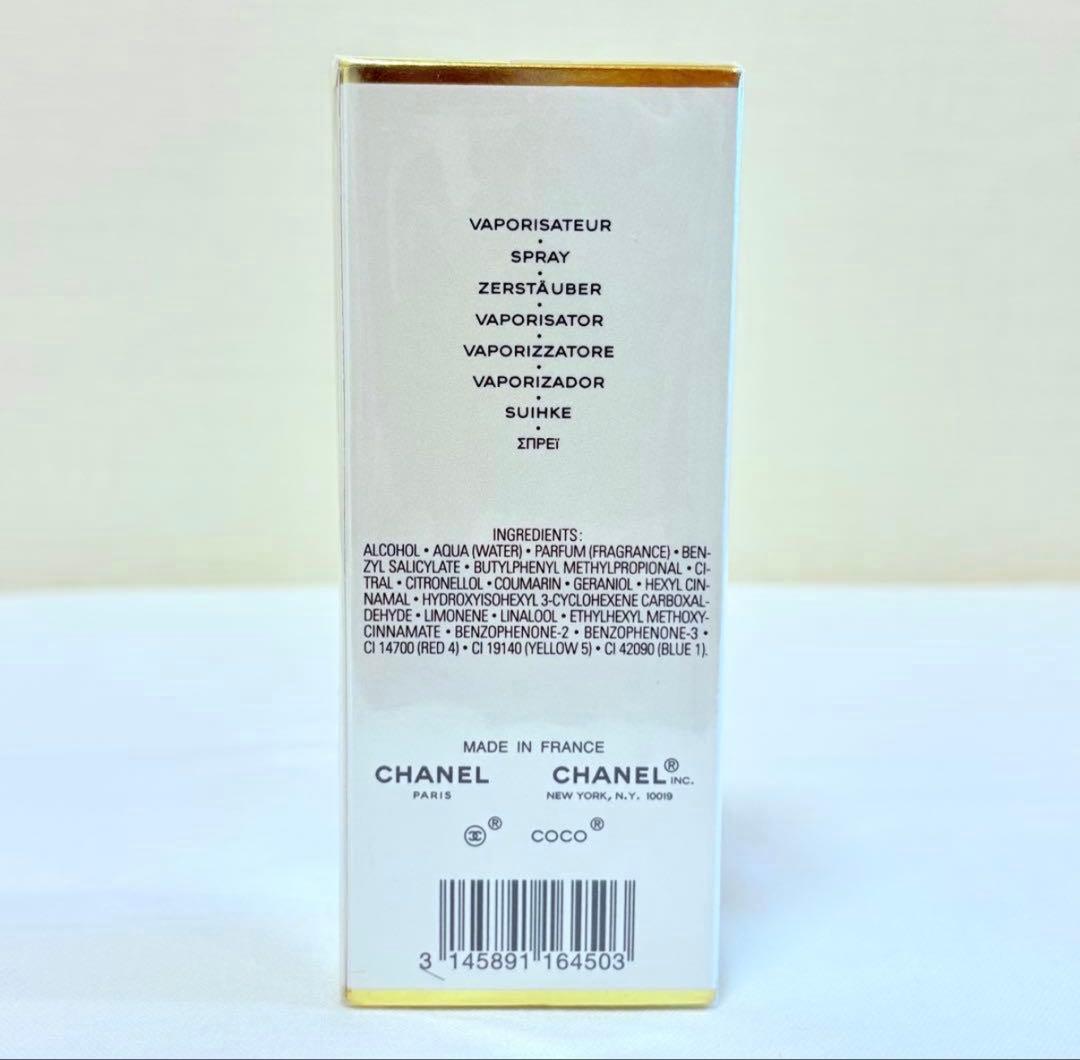 VAPORISATEUR
•
SPRAY
•
ZERSTÄUBER
•
VAPORISATOR
•
VAPORIZZATORE
•
VAPORIZADOR
•
SUIHKE
•
ΣΠΡΕΪ
INGREDIENTS:
ALCOHOL • AQUA (WATER) • PARFUM (FRAGRANCE) • BEN-
ZYL SALICYLATE • BUTYLPHENYL METHYLPROPIONAL • CI-
TRAL • CITRONELLOL • COUMARIN • GERANIOL • HEXYL CIN-
NAMAL • HYDROXYISOHEXYL 3-CYCLOHEXENE CARBOXAL-
DEHYDE • LIMONENE • LINALOOL • ETHYLHEXYL METHOXY-
CINNAMATE • BENZOPHENONE-2 • BENZOPHENONE-3 •
CI 14700 (RED 4) • CI 19140 (YELLOW 5) • CI 42090 (BLUE 1).
MADE IN FRANCE
CHANEL CHANEL® INC.
PARIS NEW YORK, N.Y. 10019
® COCO®
3 145891 164503